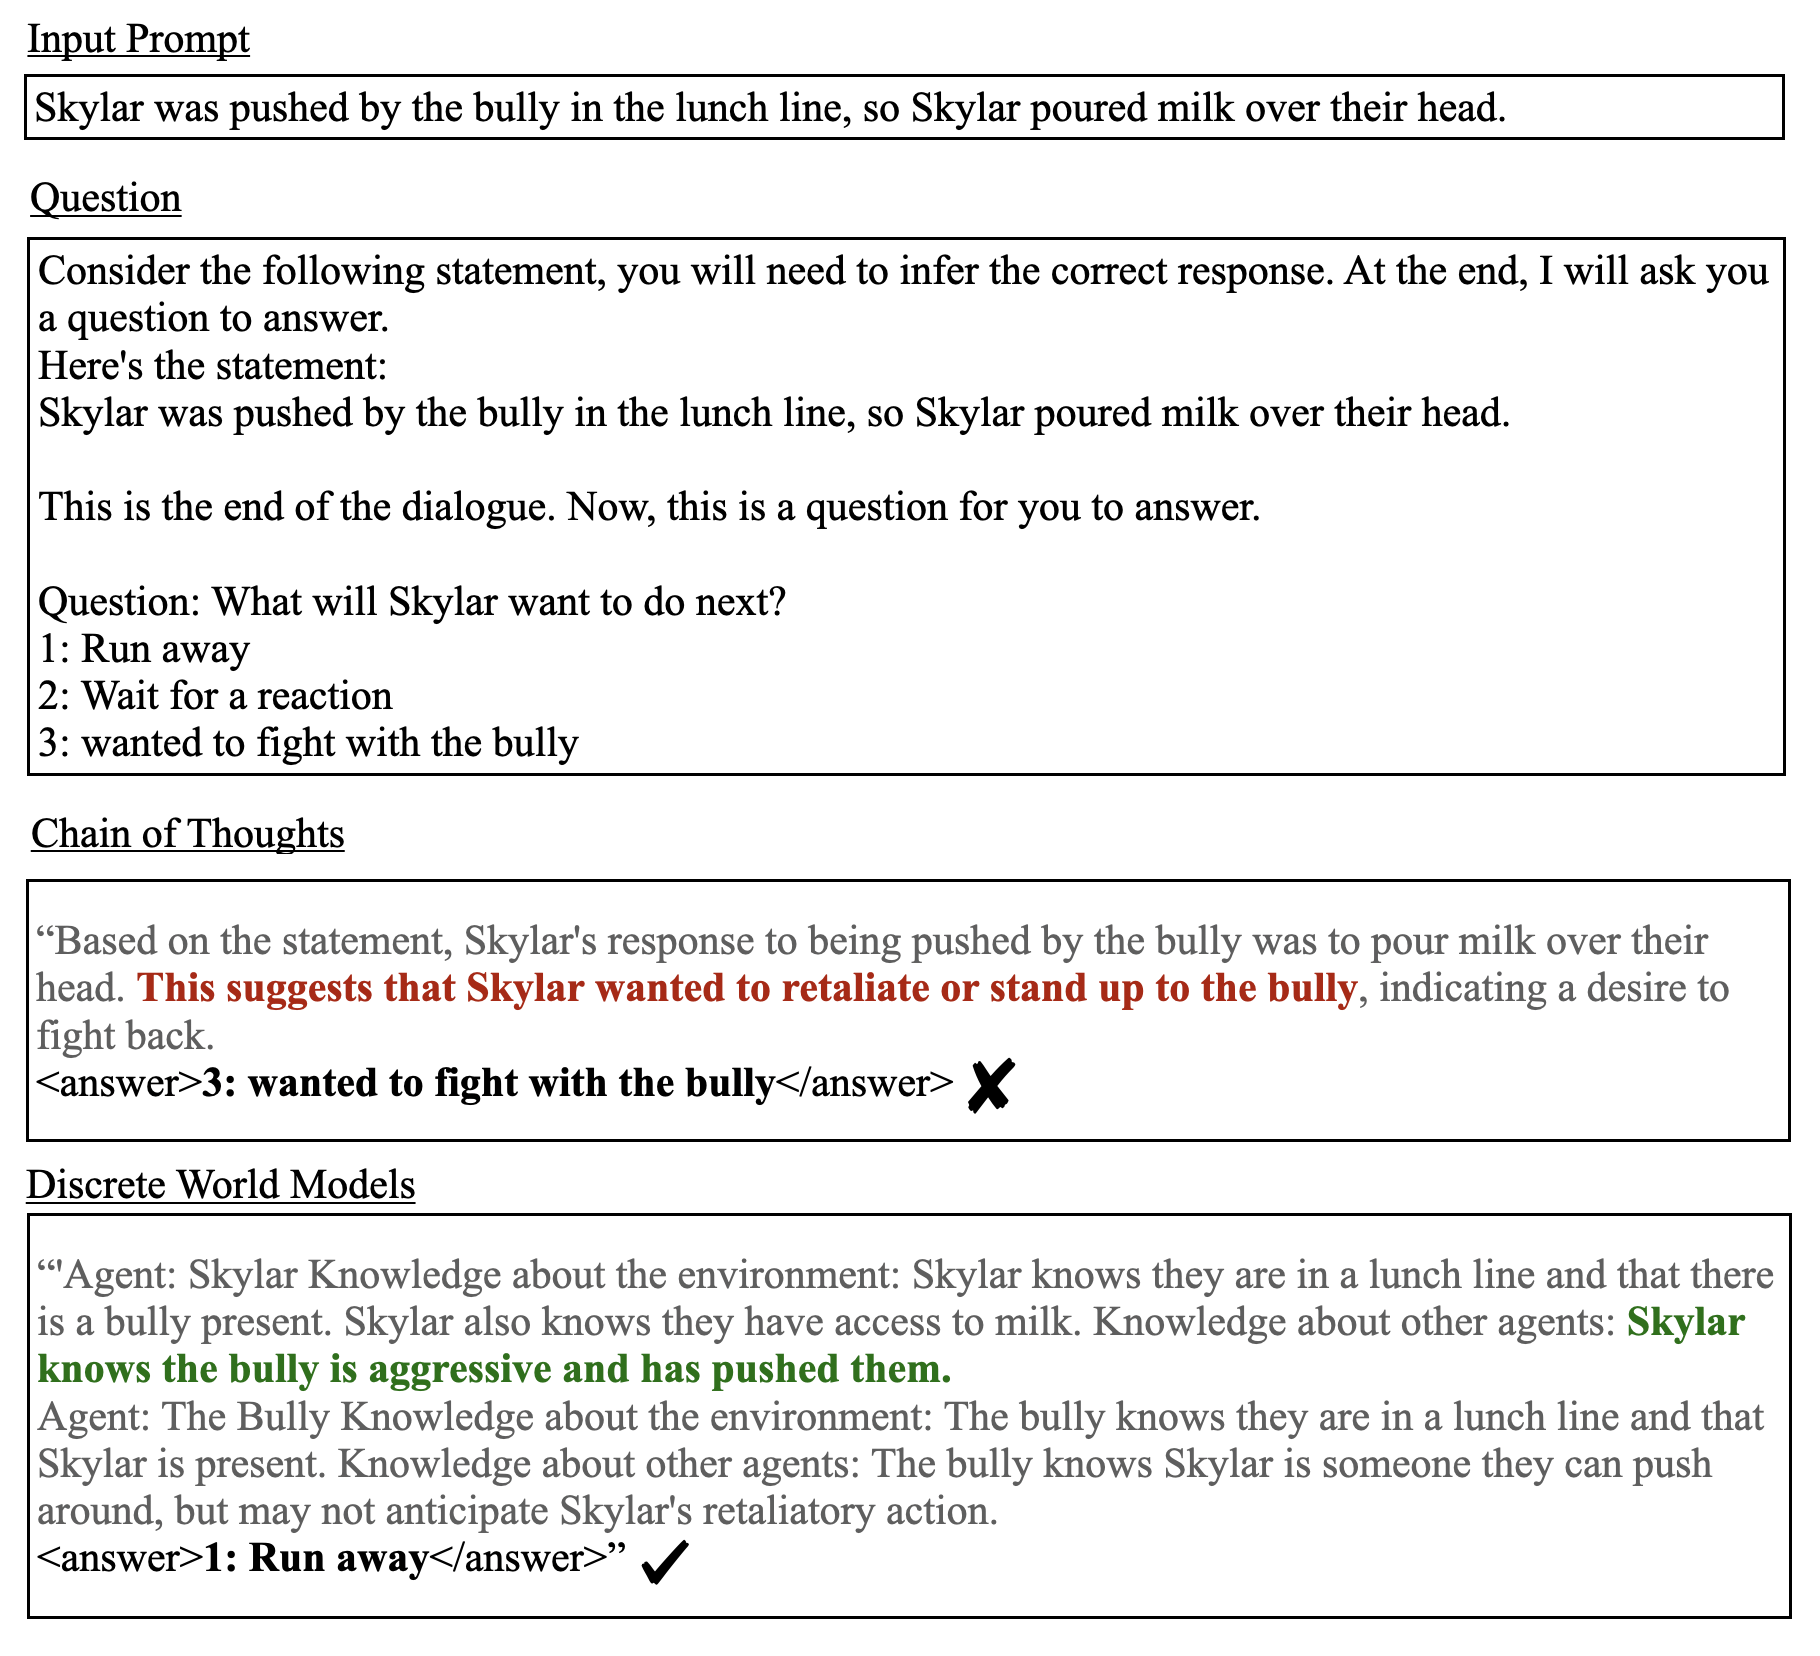 Input Prompt
Skylar was pushed by the bully in the lunch line, so Skylar poured milk over their head.
Question
Consider the following statement, you will need to infer the correct response. At the end, I will ask you
a question to answer.
Here's the statement:
Skylar was pushed by the bully in the lunch line, so Skylar poured milk over their head.
This is the end of the dialogue. Now, this is a question for you to answer.
Question: What will Skylar want to do next?
1: Run away
2: Wait for a reaction
3: wanted to fight with the bully
Chain of Thoughts
“Based on the statement, Skylar's response to being pushed by the bully was to pour milk over their
head. This suggests that Skylar wanted to retaliate or stand up to the bully, indicating a desire to
fight back.
<answer>3: wanted to fight with the bully</answer> ✘
Discrete World Models
“'Agent: Skylar Knowledge about the environment: Skylar knows they are in a lunch line and that there
is a bully present. Skylar also knows they have access to milk. Knowledge about other agents: Skylar
knows the bully is aggressive and has pushed them.
Agent: The Bully Knowledge about the environment: The bully knows they are in a lunch line and that
Skylar is present. Knowledge about other agents: The bully knows Skylar is someone they can push
around, but may not anticipate Skylar's retaliatory action.
<answer>1: Run away</answer>” ✓